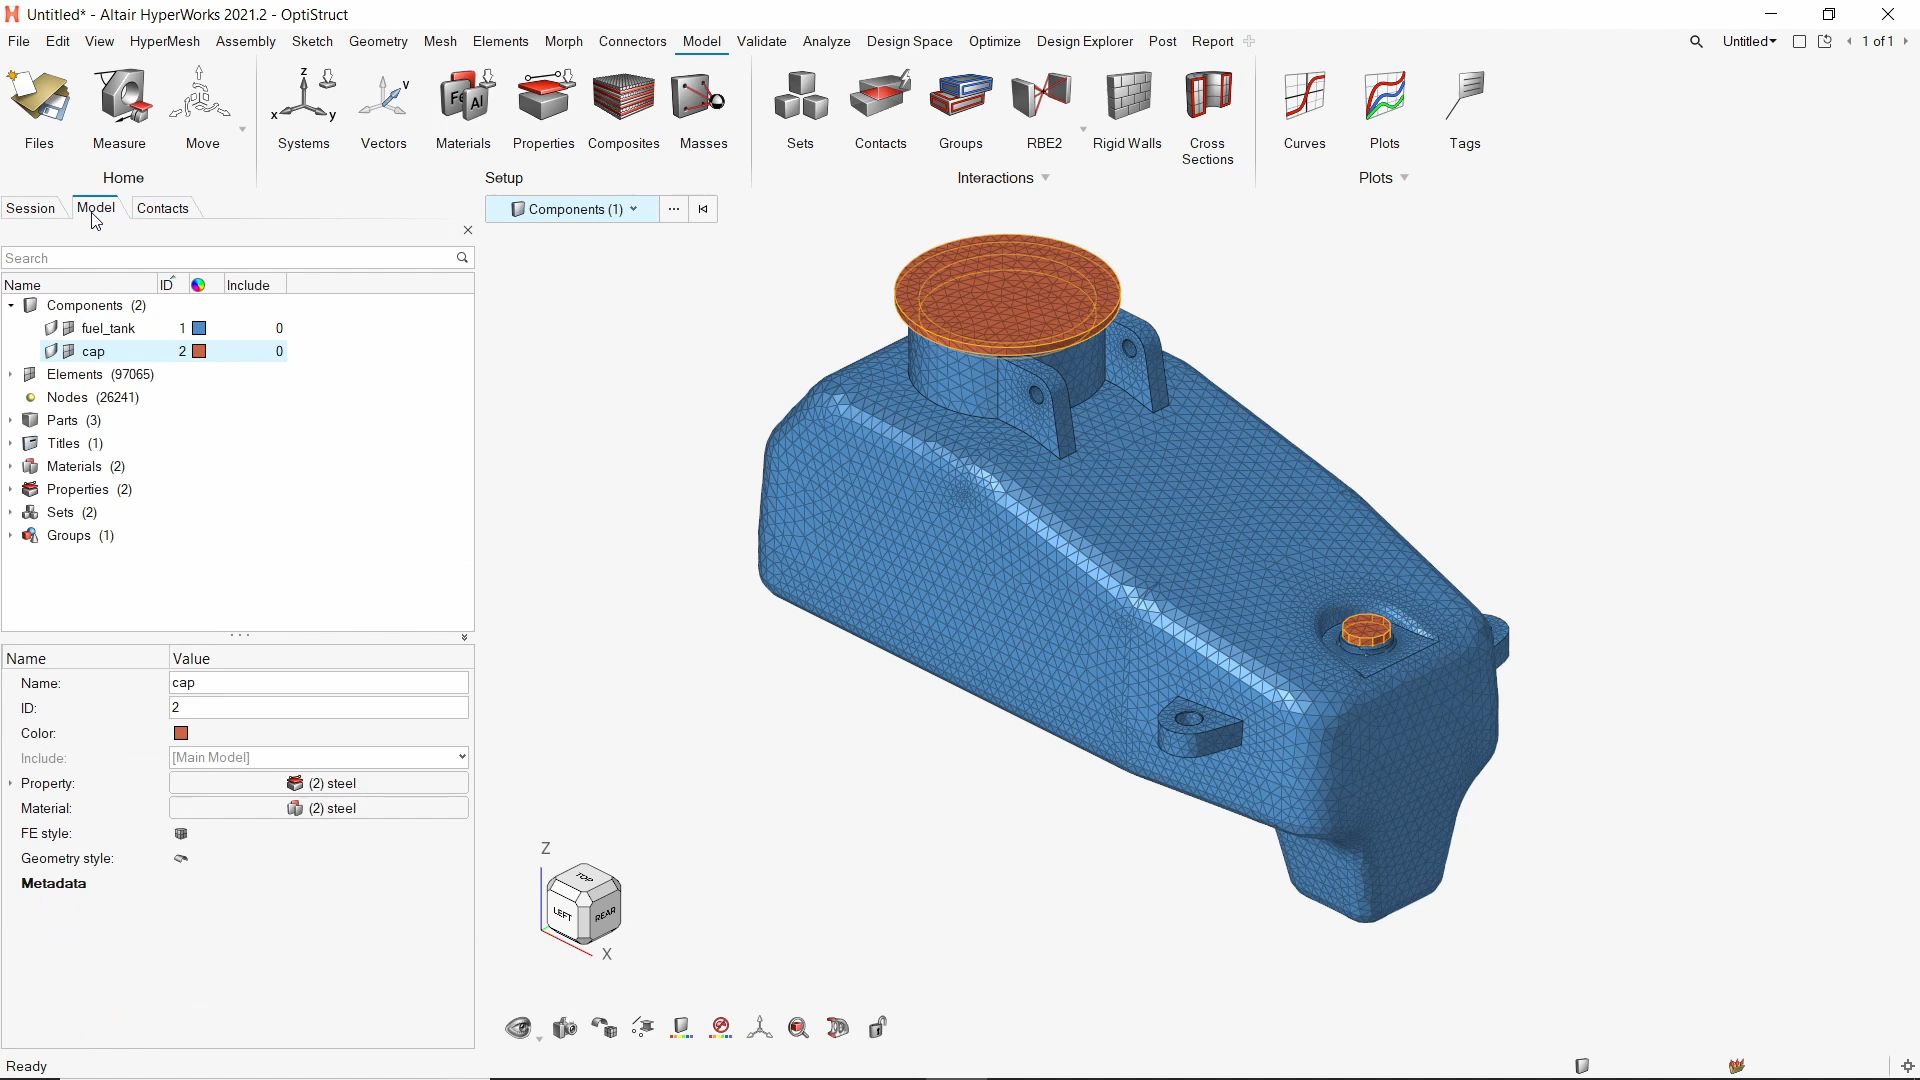 Untitled* - Altair HyperWorks 2021.2 - OptiStruct
File Edit View HyperMesh Assembly Sketch Geometry Mesh Elements Morph Connectors Model Validate Analyze Design Space Optimize Design Explorer Post Report Untitled 1 of 1
Files Measure Move Systems Vectors Materials Properties Composites Masses Sets Contacts Groups RBE2 Rigid Walls Cross Sections Curves Plots Tags
Home Setup Interactions Plots
Session Model Contacts
Components (1) ...
Search
Name ID Include
Components (2)
fuel_tank 1 0
cap 2 0
Elements (97065)
Nodes (26241)
Parts (3)
Titles (1)
Materials (2)
Properties (2)
Sets (2)
Groups (1)
Name Value
Name: cap
ID: 2
Color:
Include: [Main Model]
Property: (2) steel
Material: (2) steel
FE style:
Geometry style:
Metadata
Z
TOP
LEFT REAR
X
Ready